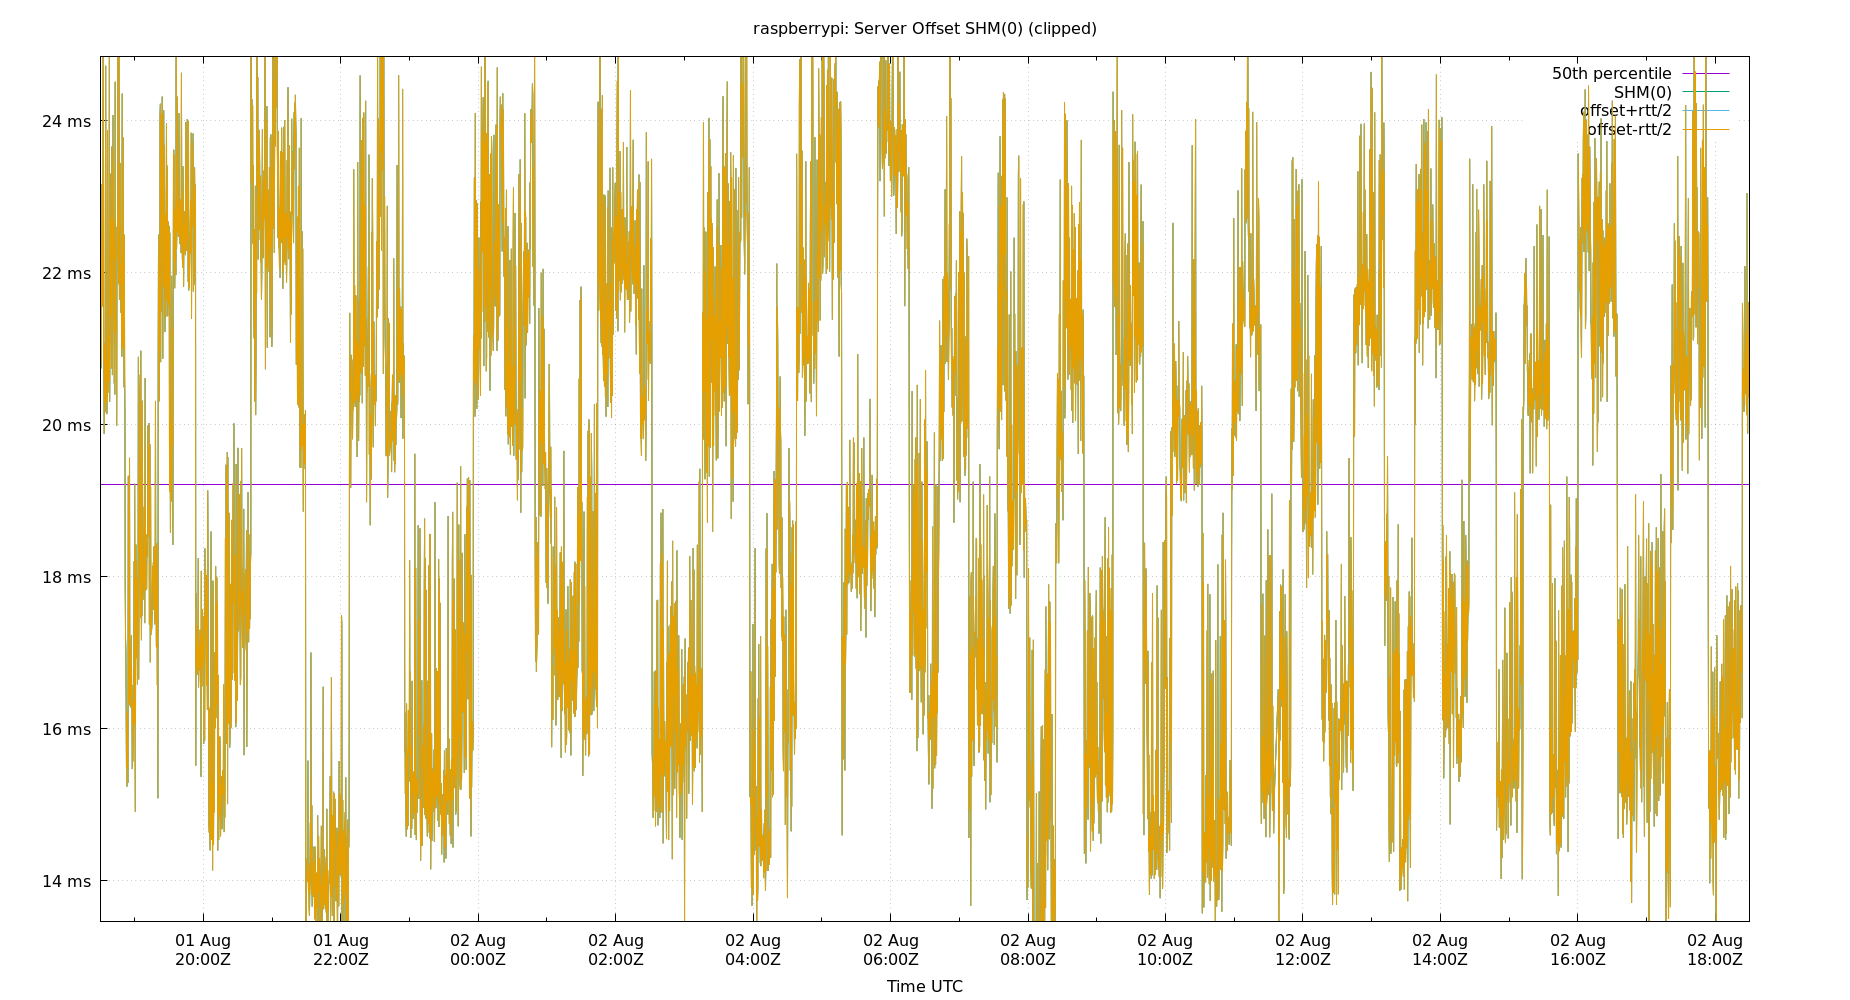 raspberrypi: Server Offset SHM(0) (clipped)
50th percentile
SHM(0)
offset+rtt/2
offset-rtt/2
24 ms
22 ms
20 ms
18 ms
16 ms
14 ms
01 Aug 01 Aug 02 Aug 02 Aug 02 Aug 02 Aug 02 Aug 02 Aug 02 Aug 02 Aug 02 Aug 02 Aug
20:00Z 22:00Z 00:00Z 02:00Z 04:00Z 06:00Z 08:00Z 10:00Z 12:00Z 14:00Z 16:00Z 18:00Z
Time UTC